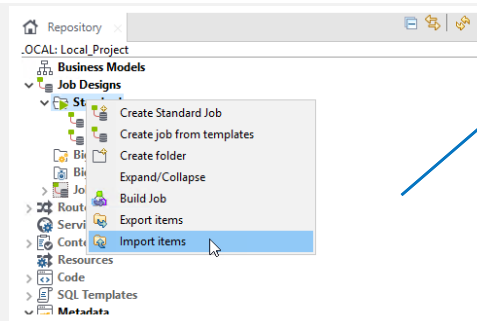 Repository
.OCAL: Local_Project
Business Models
Job Designs
Create Standard Job
Create job from templates
Create folder
Expand/Collapse
Build Job
Export items
Import items
Resources
Code
SQL Templates
Metadata